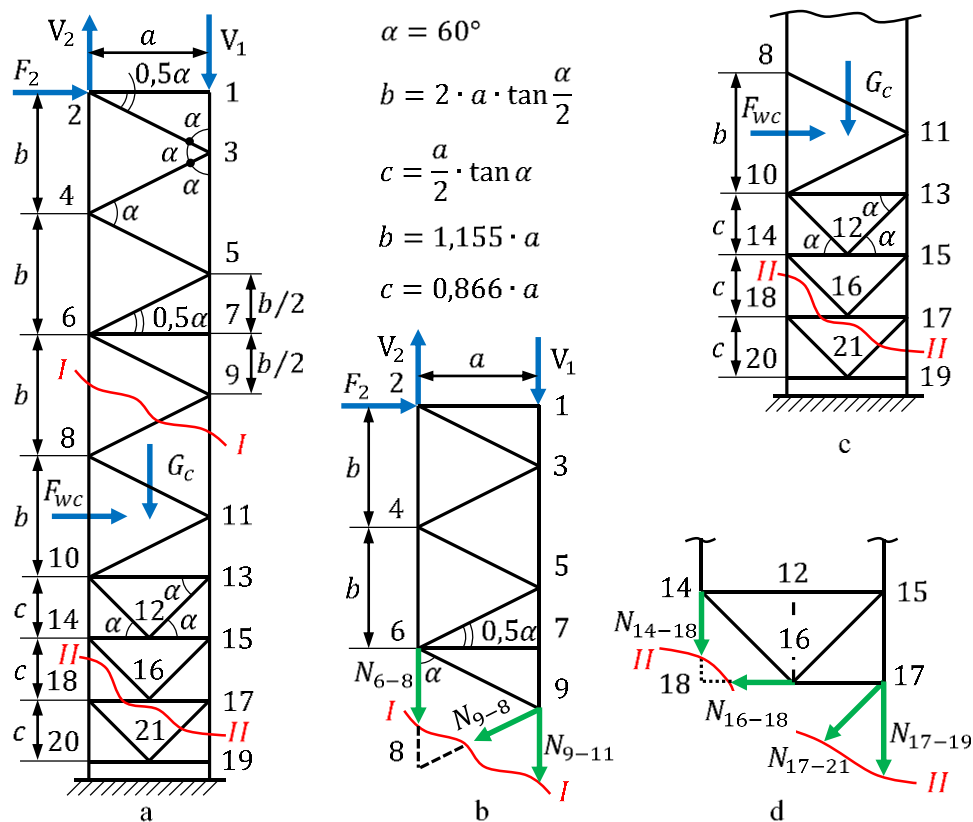 V₂
a
V₁
F₂
0,5α
2
1
α
b
α
3
α
4
α
b
5
b/2
6
0,5α
7
I
b/2
9
b
8
I
G_c
F_wc
b
11
10
13
α
c
12
14
α
α
15
II
c
16
18
17
II
c
21
20
19
a
α = 60°
b = 2 · a · tan α/2
c = a/2 · tan α
b = 1,155 · a
c = 0,866 · a
V₂
a
V₁
F₂
2
1
b
3
4
b
5
6
0,5α
7
α
N₆₋₈
9
I
N₉₋₈
N₉₋₁₁
8
I
b
8
G_c
b
F_wc
11
10
13
α
c
12
14
α
α
15
II
c
16
18
17
II
c
21
20
19
c
12
14
15
N₁₄₋₁₈
16
II
18
17
N₁₆₋₁₈
N₁₇₋₂₁
N₁₇₋₁₉
II
d